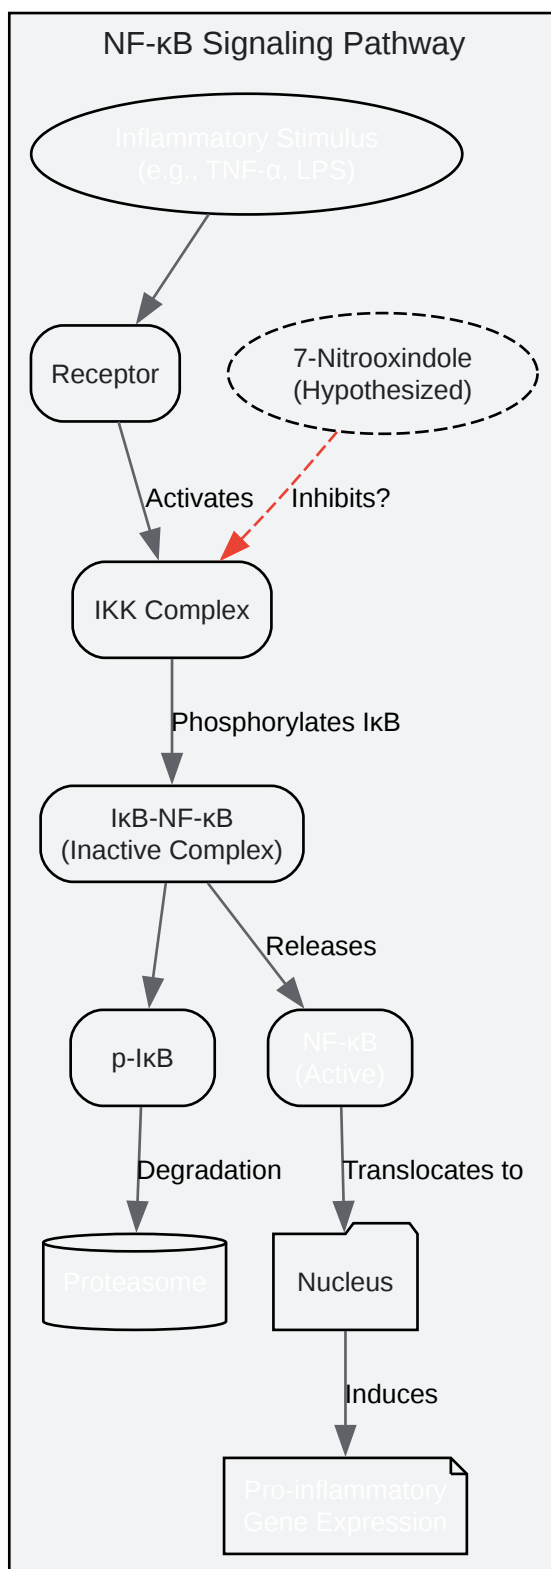 NF-κB Signaling Pathway
Inflammatory Stimulus
(e.g., TNF-α, LPS)
Receptor
7-Nitrooxindole
(Hypothesized)
Activates
Inhibits?
IKK Complex
Phosphorylates IκB
IκB-NF-κB
(Inactive Complex)
Releases
p-IκB
NF-κB
(Active)
Degradation
Translocates to
Proteasome
Nucleus
Induces
Pro-inflammatory
Gene Expression